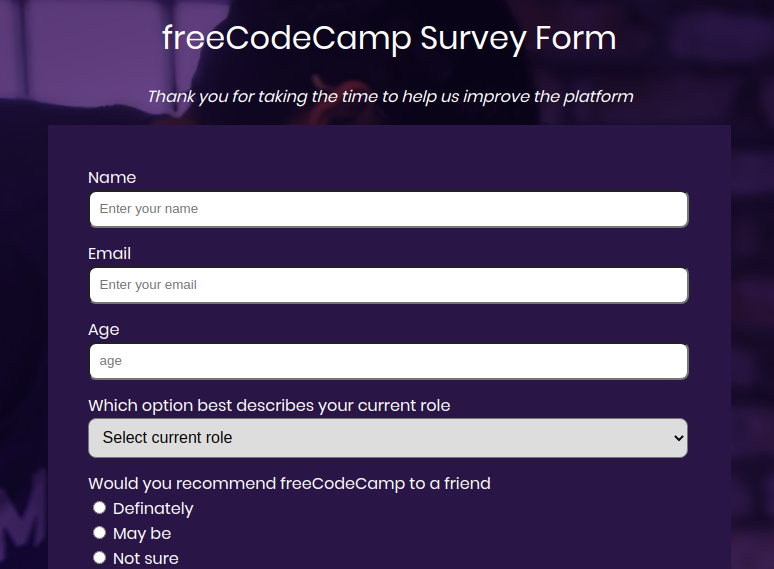 freeCodeCamp Survey Form
Thank you for taking the time to help us improve the platform
Name
Enter your name
Email
Enter your email
Age
age
Which option best describes your current role
Select current role
Would you recommend freeCodeCamp to a friend
Definately
May be
Not sure